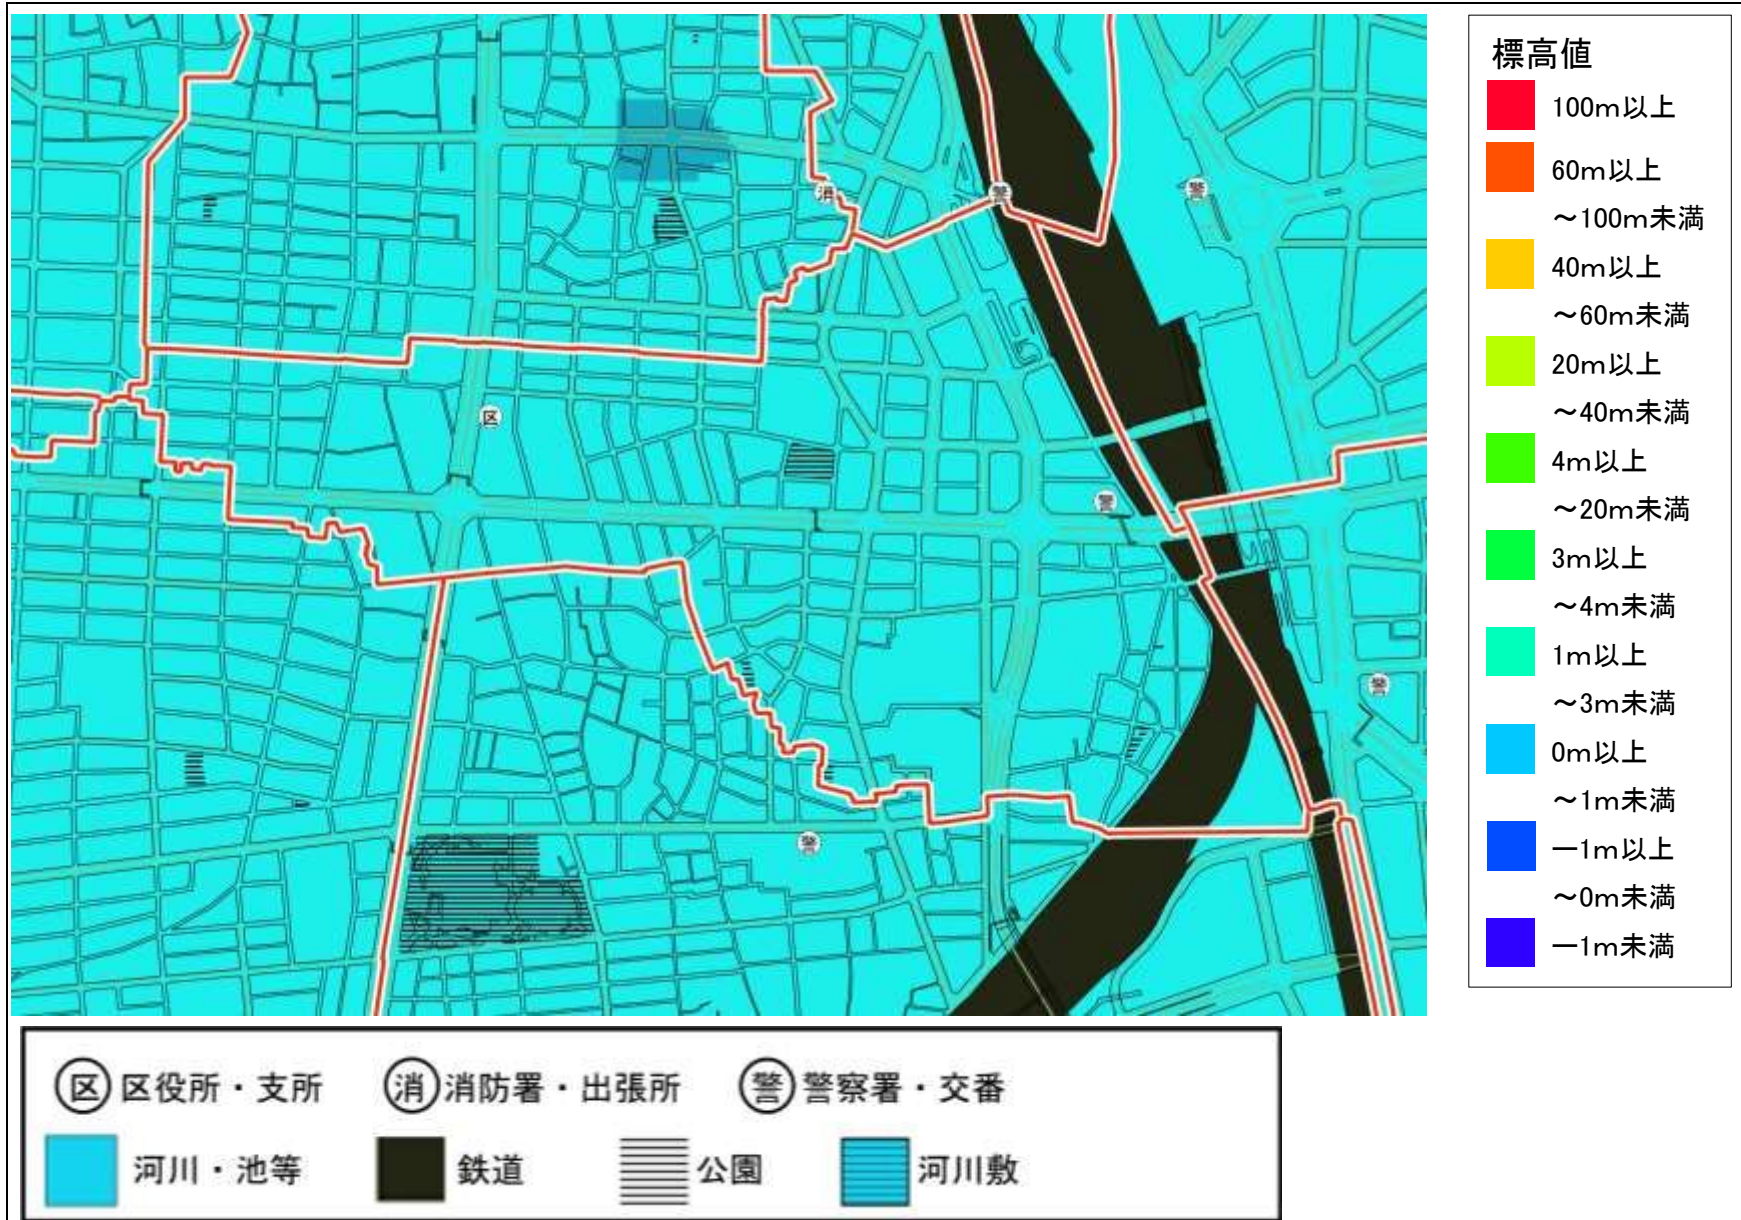 消
警
警
区
警
警
警
標高値
100m以上
60m以上
～100m未満
40m以上
～60m未満
20m以上
～40m未満
4m以上
～20m未満
3m以上
～4m未満
1m以上
～3m未満
0m以上
～1m未満
－1m以上
～0m未満
－1m未満
区 区役所・支所 消 消防署・出張所 警 警察署・交番
河川・池等 鉄道 公園 河川敷